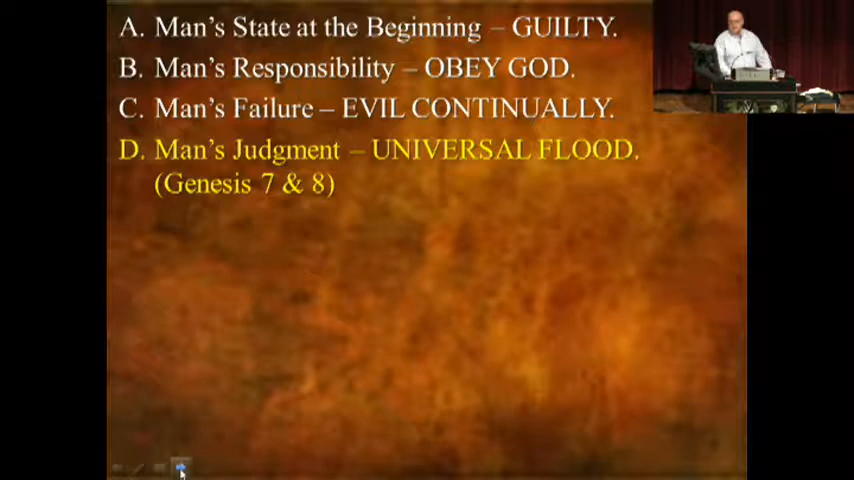 A. Man's State at the Beginning – GUILTY.
B. Man's Responsibility – OBEY GOD.
C. Man's Failure – EVIL CONTINUALLY.
D. Man's Judgment – UNIVERSAL FLOOD.
(Genesis 7 & 8)